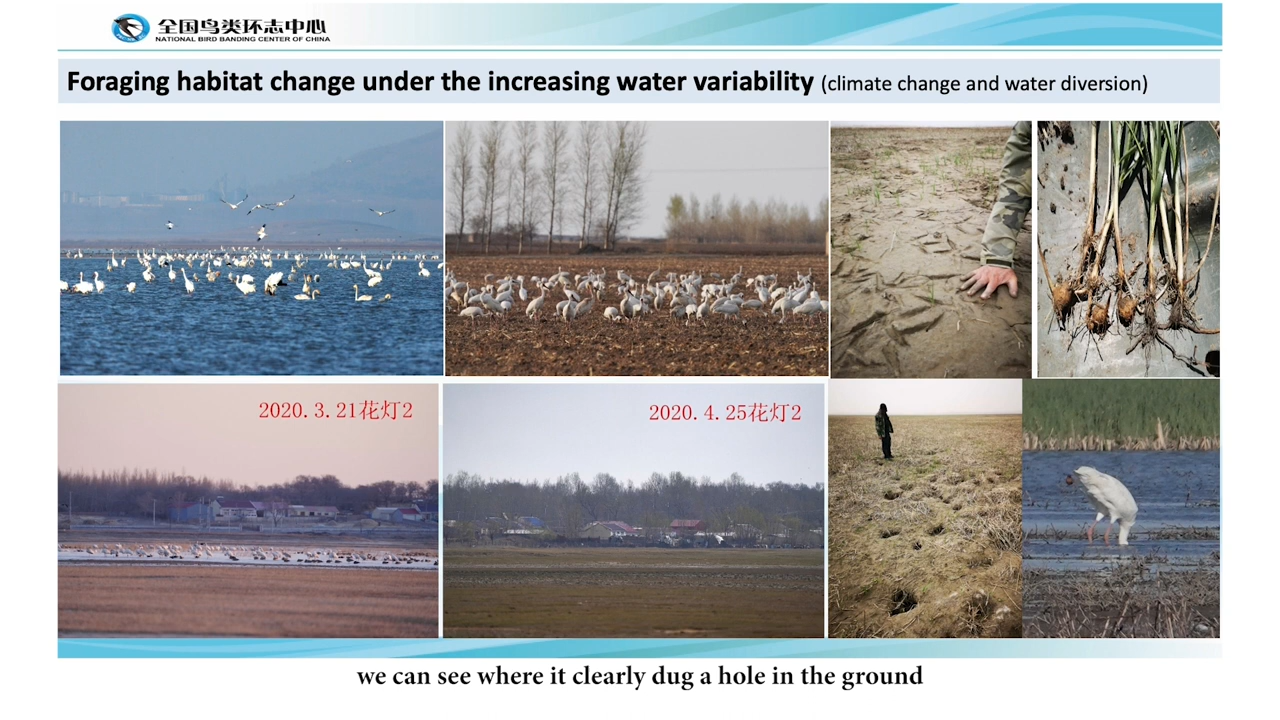 全国鸟类环志中心
NATIONAL BIRD BANDING CENTER OF CHINA
Foraging habitat change under the increasing water variability (climate change and water diversion)
2020.3.21花灯2
2020.4.25花灯2
we can see where it clearly dug a hole in the ground